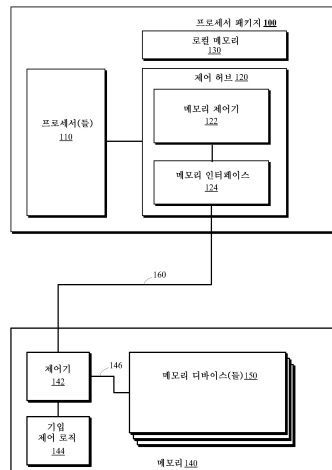 프로세서 패키지 100
로컬 메모리
130
제어 허브 120
프로세서(들)
110
메모리 제어기
122
메모리 인터페이스
124
160
제어기
142
146
메모리 디바이스(들)150
기입
제어 로직
144
메모리 140